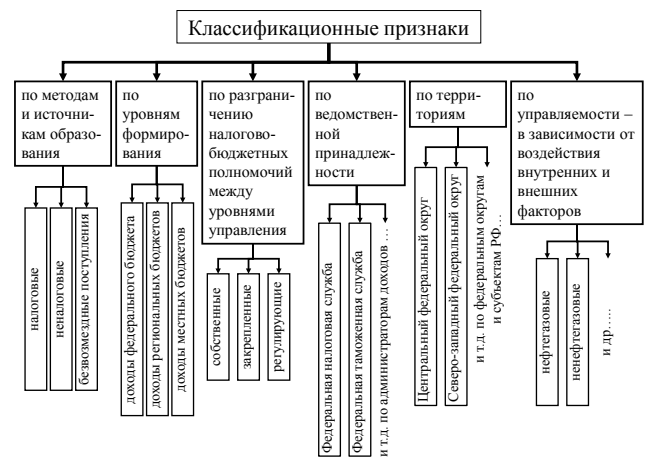 Классификационные признаки
по методам
и источни-
кам образо-
вания
по
уровням
формиро-
вания
по разграни-
чению
налогово-
бюджетных
полномочий
между
уровнями
управления
по
ведомствен-
ной
принадлеж-
ности
по терри-
ториям
по
управляемости –
в зависимости от
воздействия
внутренних и
внешних
факторов
налоговые
неналоговые
безвозмездные поступления
доходы федерального бюджета
доходы региональных бюджетов
доходы местных бюджетов
собственные
закрепленные
регулирующие
Федеральная налоговая служба
Федеральная таможенная служба
и т.д. по администраторам доходов …
Центральный федеральный округ
Северо-западный федеральный округ
и т.д. по федеральным округам
и субъектам РФ…
нефтегазовые
ненефтегазовые
и др…..